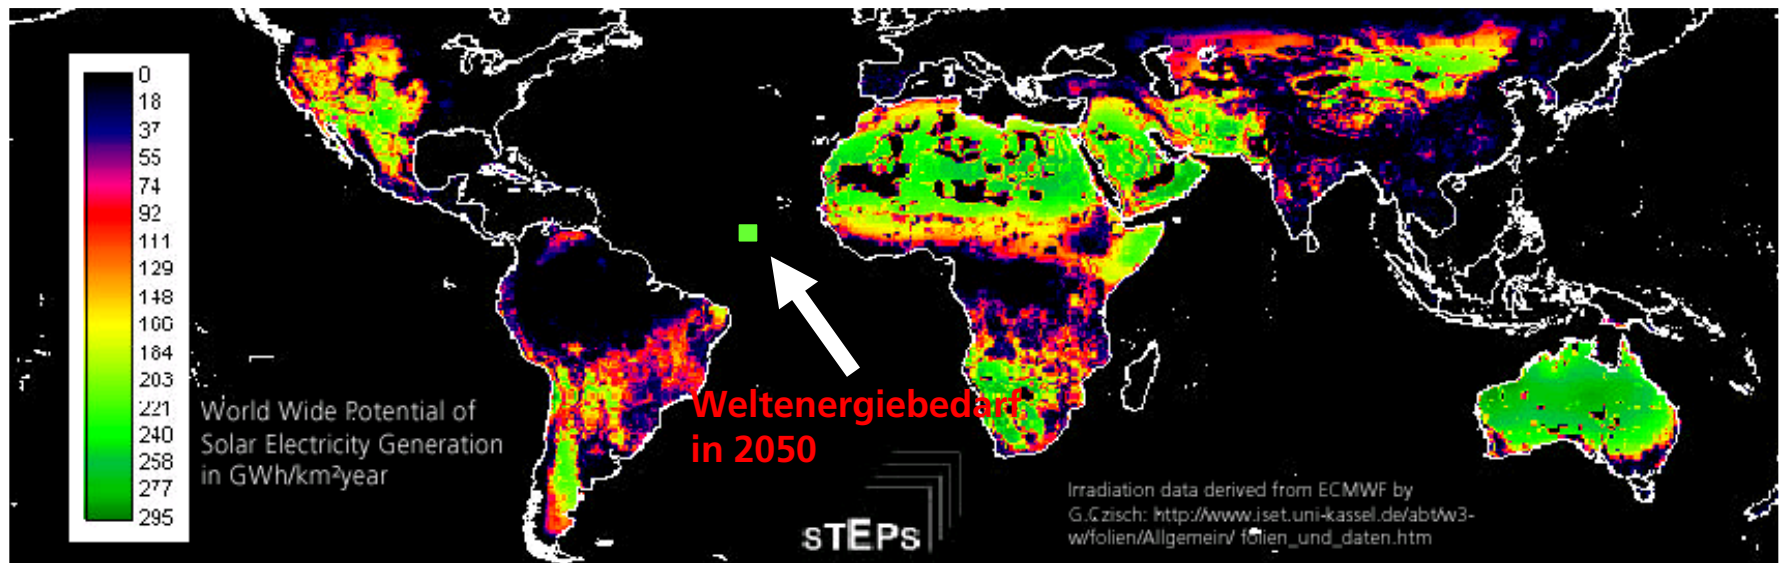 0
18
37
55
74
92
111
129
148
166
184
203
221
240
258
277
295
World Wide Potential of
Solar Electricity Generation
in GWh/km²year
Weltenergiebedarf
in 2050
sTEPs
Irradiation data derived from ECMWF by
G.Czisch: http://www.iset.uni-kassel.de/abt/w3-
w/folien/Allgemein/ folien_und_daten.htm